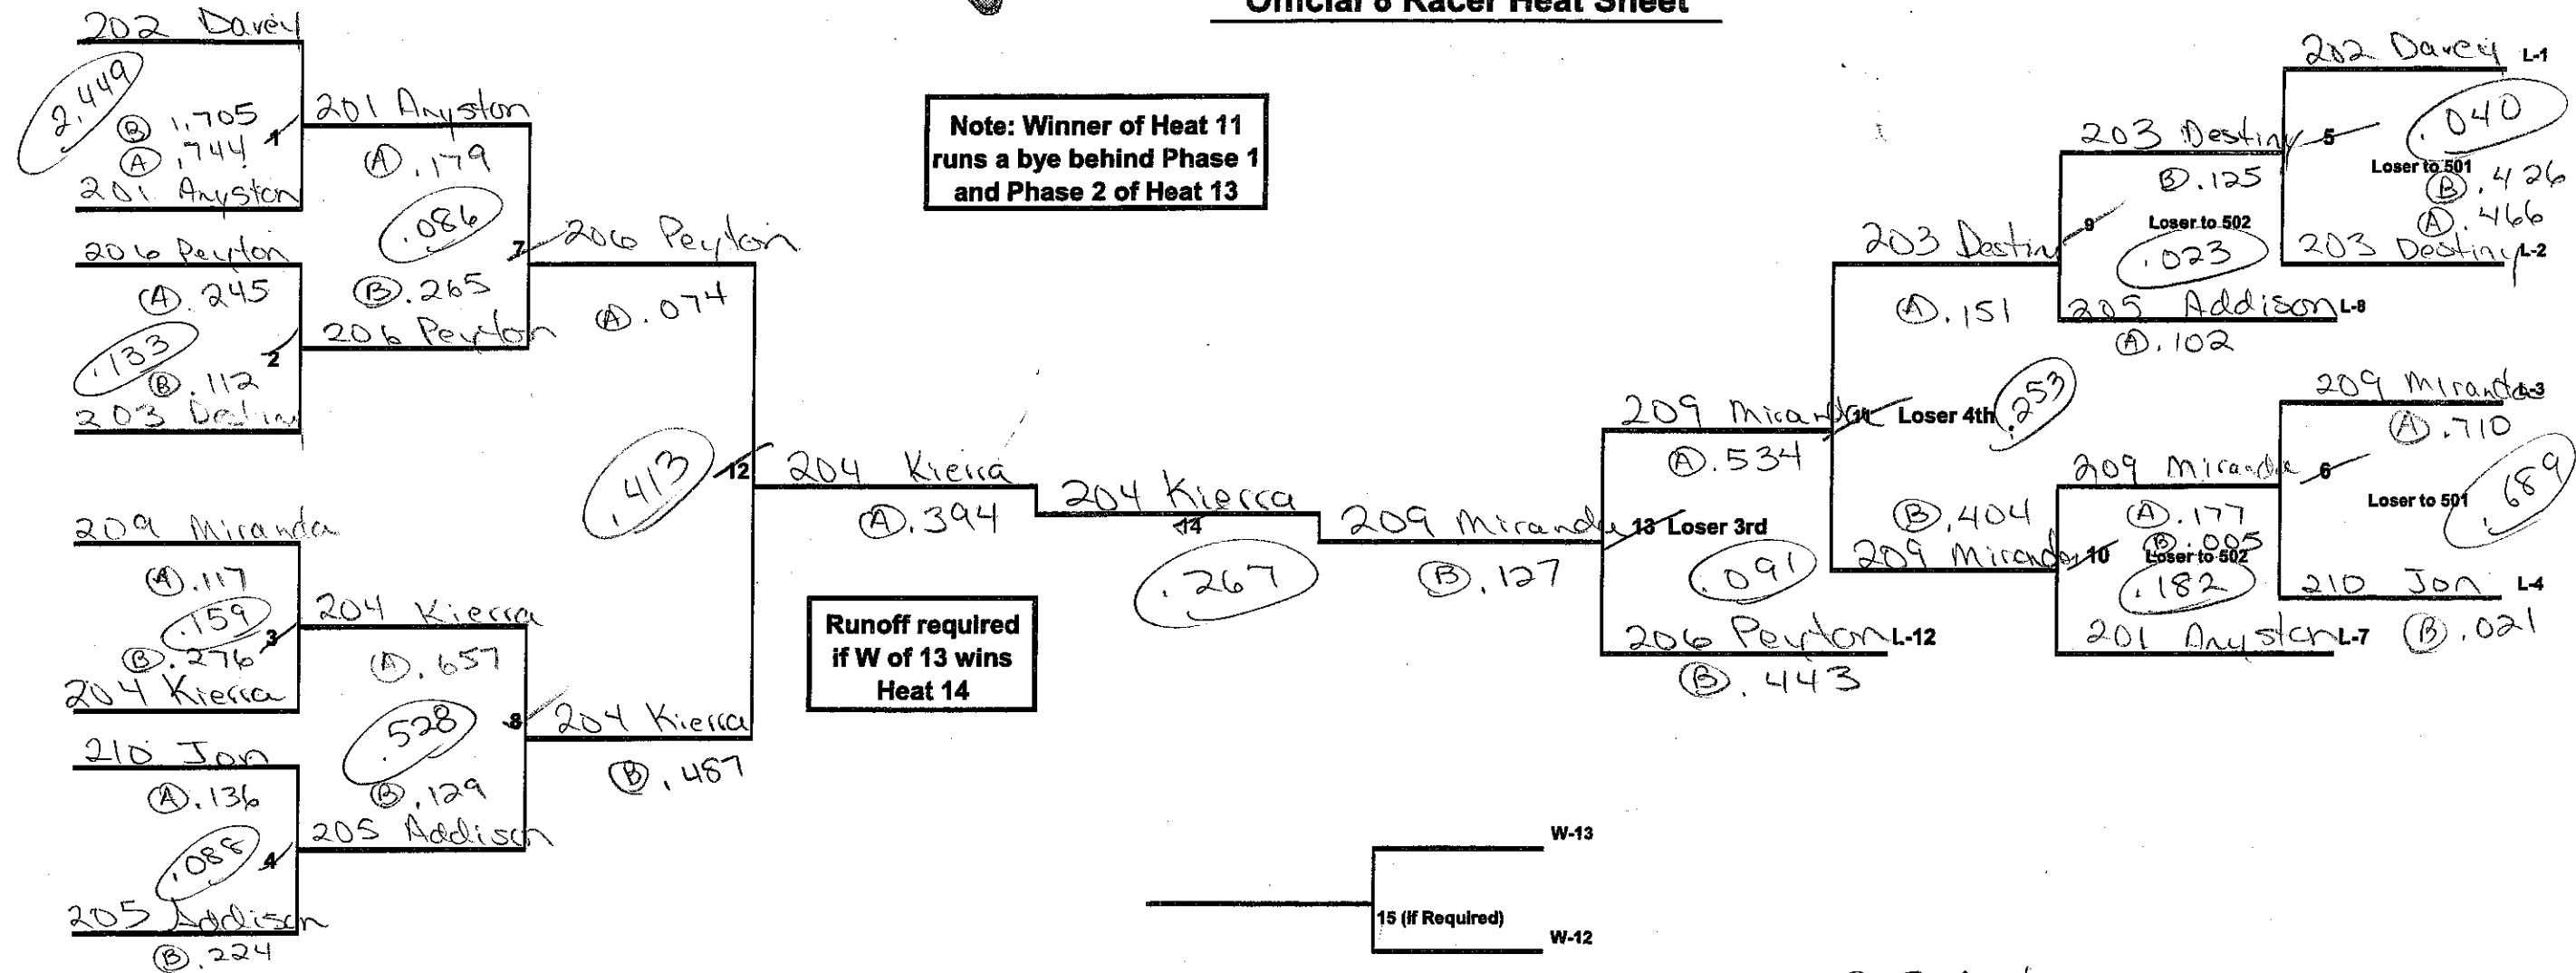 Official 8 Racer Heat Sheet
202 Davey
2.449
Ⓑ 1.705
Ⓐ .744
1
201 Anyston
206 Peyton
Ⓐ .245
.133
2
Ⓑ .112
203 Destiny
209 Miranda
Ⓐ .117
.159
3
Ⓑ .276
204 Kierra
210 Jon
Ⓐ .136
.088
4
205 Addison
Ⓑ .224
201 Anyston
Ⓐ .179
.086
7
Ⓑ .265
206 Peyton
204 Kierra
Ⓐ .657
.528
8
Ⓑ .129
205 Addison
206 Peyton
Ⓐ .074
.413
12
204 Kierra
Ⓑ .487
Note: Winner of Heat 11
runs a bye behind Phase 1
and Phase 2 of Heat 13
204 Kierra
Ⓐ .394
204 Kierra
14
.267
Runoff required
if W of 13 wins
Heat 14
209 Miranda
Ⓑ .127
13 Loser 3rd
.091
209 Miranda
Ⓐ .534
206 Peyton L-12
Ⓑ .443
203 Destiny
Ⓐ .151
11 Loser 4th
.253
Ⓑ .404
209 Miranda
203 Destiny
Ⓑ .125
9
Loser to 502
.023
205 Addison L-8
Ⓐ .102
209 Miranda
Ⓐ .177
Ⓑ .005
10 Loser to 502
.182
201 Anyston L-7
202 Davey L-1
.040
5
Loser to 501
Ⓑ .426
Ⓐ .466
203 Destiny L-2
209 Miranda L-3
Ⓐ .710
6
Loser to 501
.689
210 Jon L-4
Ⓑ .021
W-13
15 (If Required)
W-12